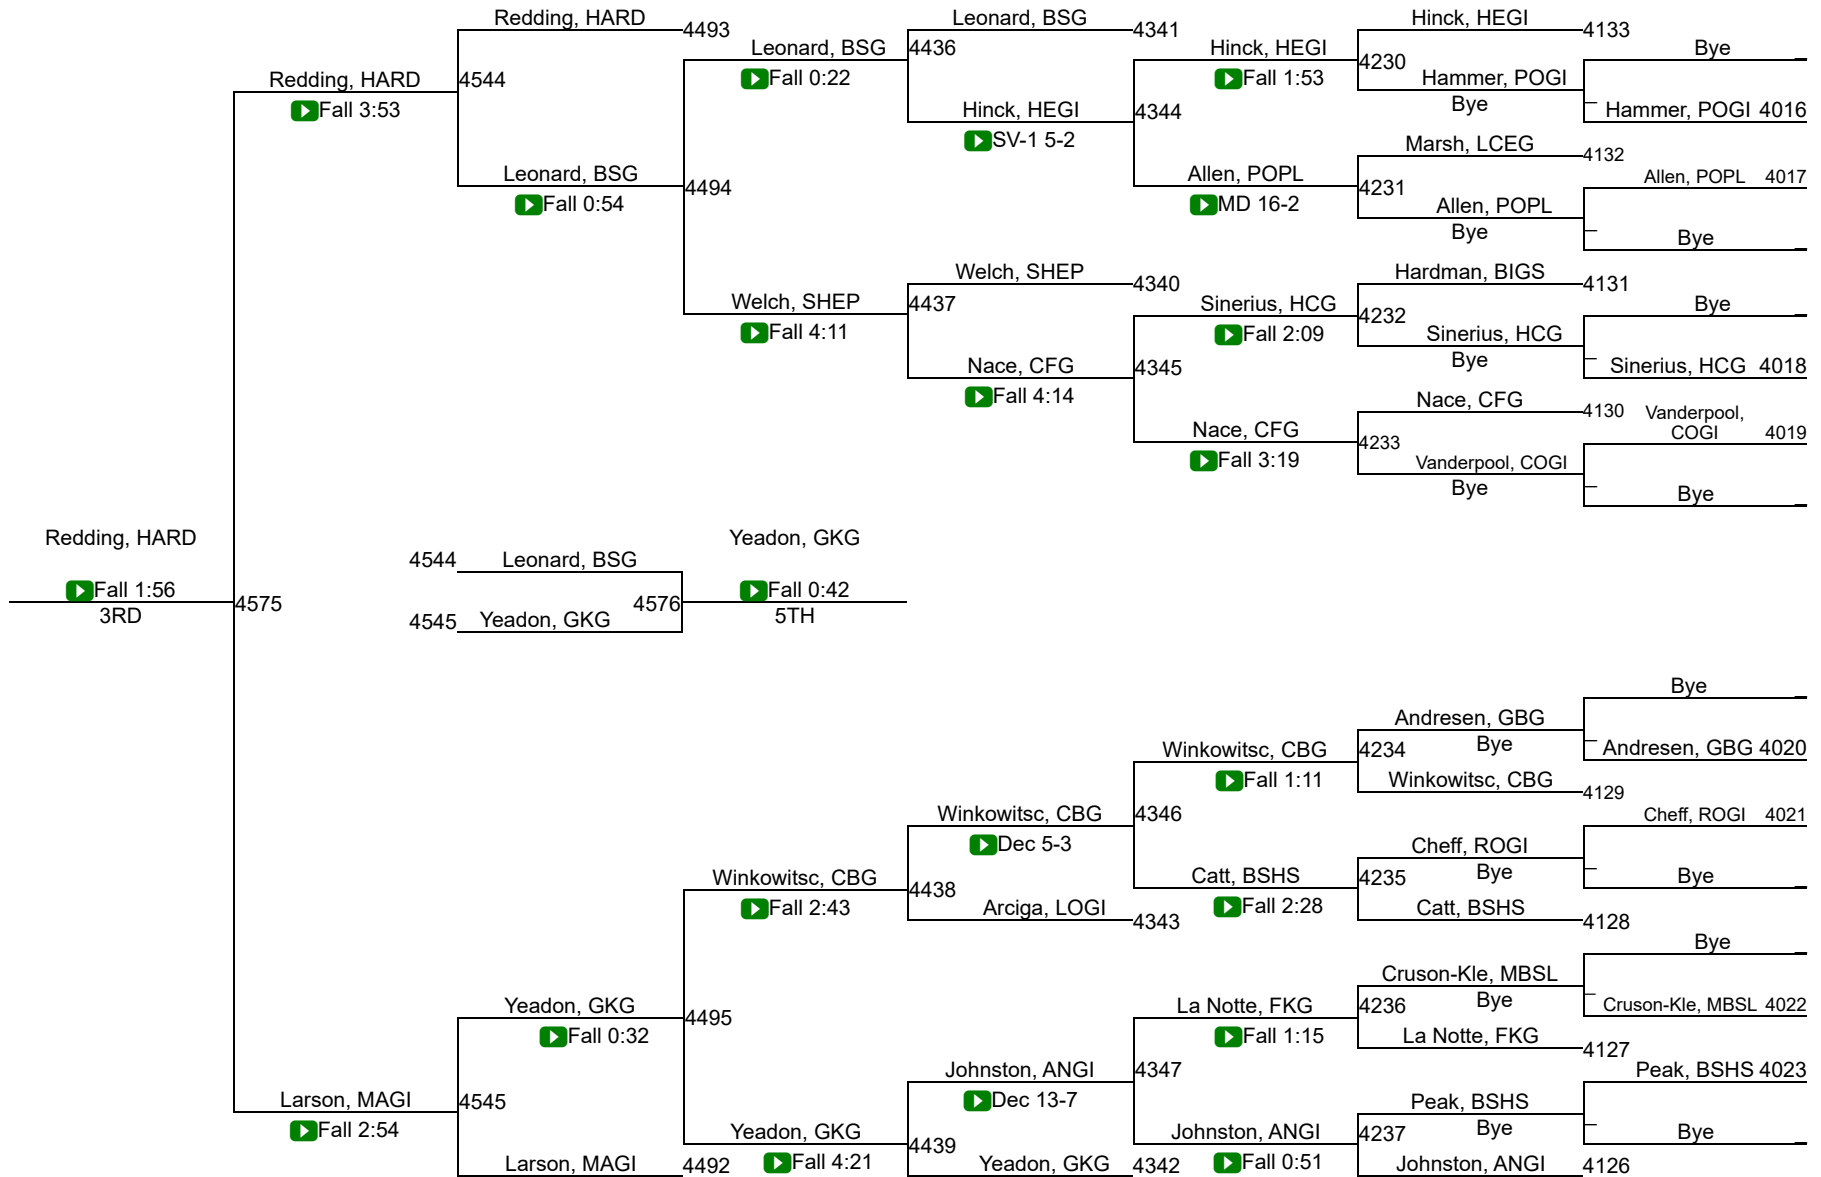 Redding, HARD
4493
Leonard, BSG
4341
Hinck, HEGI
4133
Leonard, BSG
4436
Hinck, HEGI
Bye
Redding, HARD
4544
Fall 0:22
Fall 1:53
4230
Hammer, POGI
Fall 3:53
Hinck, HEGI
4344
Bye
Hammer, POGI 4016
SV-1 5-2
Marsh, LCEG
4132
Leonard, BSG
4494
Allen, POPL
4231
Allen, POPL 4017
Fall 0:54
MD 16-2
Allen, POPL
Bye
Bye
Welch, SHEP
4340
Hardman, BIGS
4131
Welch, SHEP
4437
Sinerius, HCG
4232
Bye
Fall 4:11
Fall 2:09
Sinerius, HCG
Bye
Nace, CFG
4345
Sinerius, HCG 4018
Fall 4:14
Nace, CFG
4130
Vanderpool,
COGI 4019
Nace, CFG
4233
Fall 3:19
Vanderpool, COGI
Bye
Bye
Redding, HARD
Fall 1:56
3RD
4575
4544
Leonard, BSG
4545
Yeadon, GKG
4576
Yeadon, GKG
Fall 0:42
5TH
Bye
Andresen, GBG
4234
Bye
Andresen, GBG 4020
Winkowitsc, CBG
Fall 1:11
Winkowitsc, CBG
4129
Winkowitsc, CBG
4346
Cheff, ROGI 4021
Dec 5-3
Cheff, ROGI
Bye
Bye
Winkowitsc, CBG
4438
Catt, BSHS
4235
Fall 2:43
Fall 2:28
Arciga, LOGI
4343
Catt, BSHS
4128
Bye
Cruson-Kle, MBSL
Bye
Yeadon, GKG
4495
La Notte, FKG
4236
Cruson-Kle, MBSL 4022
Fall 0:32
Fall 1:15
La Notte, FKG
4127
Johnston, ANGI
4347
Peak, BSHS 4023
Larson, MAGI
4545
Dec 13-7
Peak, BSHS
Fall 2:54
Bye
Bye
Yeadon, GKG
4439
Johnston, ANGI
4237
Larson, MAGI
4492
Fall 4:21
Yeadon, GKG
4342
Fall 0:51
Johnston, ANGI
4126